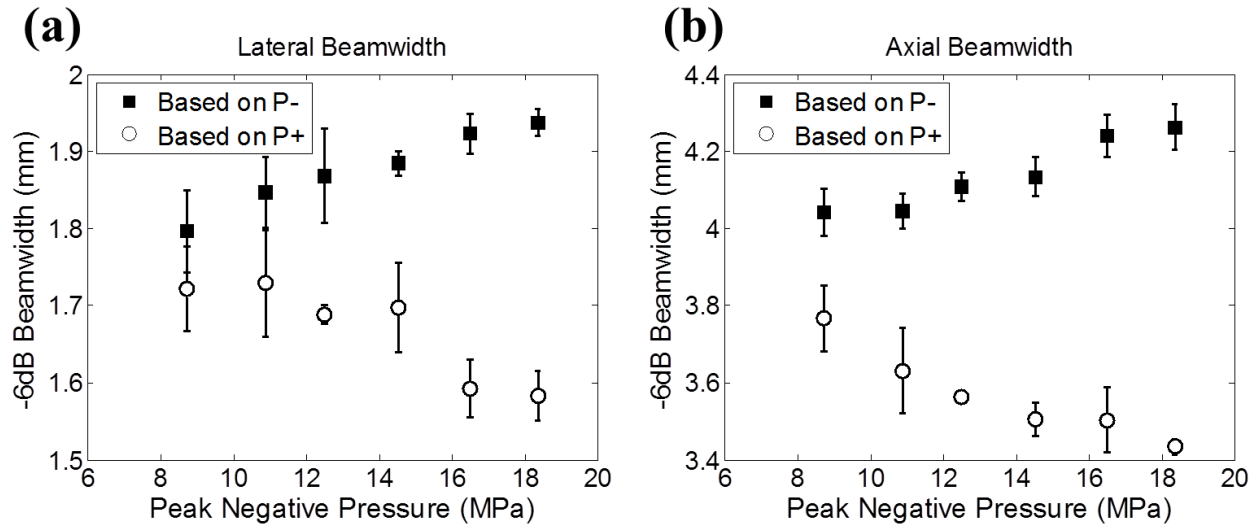 (a)
Lateral Beamwidth
Based on P-
Based on P+
-6dB Beamwidth (mm)
2
1.9
1.8
1.7
1.6
1.5
6 8 10 12 14 16 18 20
Peak Negative Pressure (MPa)
(b)
Axial Beamwidth
Based on P-
Based on P+
-6dB Beamwidth (mm)
4.4
4.2
4
3.8
3.6
3.4
6 8 10 12 14 16 18 20
Peak Negative Pressure (MPa)